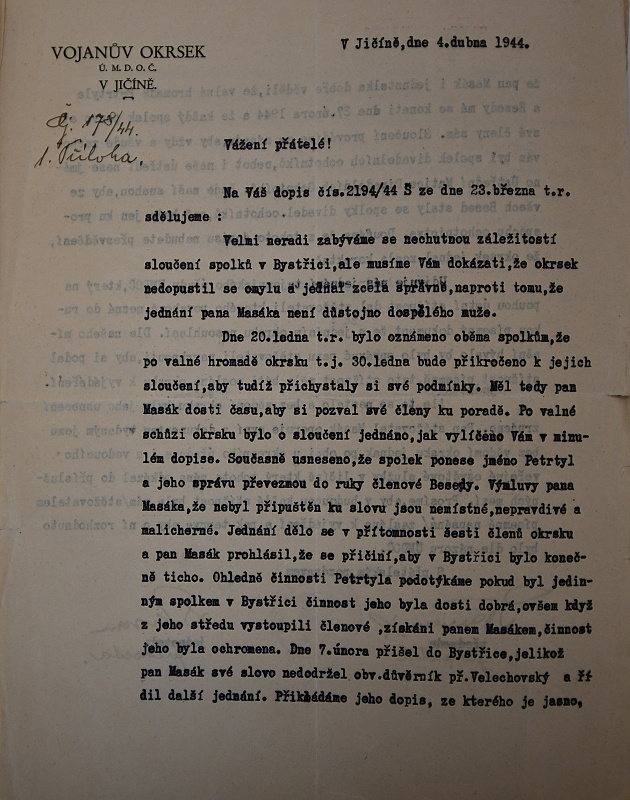 V Jičíně,dne 4.dubna 1944.
VOJANŮV OKRSEK
Ú. M. D. O. Č.
V JIČÍNĚ.
Čj. 178/44.
1. Příloha.
Vážení přátelé!
Na Váš dopis čís.2194/44 Š ze dne 23.března t.r.
sdělujeme :
Velmi neradi zabýváme se nechutnou záležitostí
sloučení spolků v Bystřici,ale musíme Vám dokázati,že okrsek
nedopustil se omylu a jednal zcela správně,naproti tomu,že
jednání pana Masáka není důstojno dospělého muže.
Dne 20.ledna t.r. bylo oznámeno oběma spolkům,že
po valné hromadě okrsku t.j. 30.ledna bude přikročeno k jejich
sloučení,aby tudíž přichystaly si své podmínky. Měl tedy pan
Masák dosti času,aby si pozval své členy ku poradě. Po valné
schůzi okrsku bylo o sloučení jednáno,jak vylíčeno Vám v minu-
lém dopise. Současně usneseno,že spolek ponese jméno Petrtyl
a jeho správu převezmou do ruky členové Besedy. Výmluvy pana
Masáka,že nebyl připuštěn ku slovu jsou nemístné,nepravdivé a
malicherné. Jednání dělo se v přítomnosti šesti členů okrsku
a pan Masák prohlásil,že se přičiní,aby v Bystřici bylo koneč-
ně ticho. Ohledně činnosti Petrtyla podotýkáme pokud byl jedin-
ným spolkem v Bystřici činnost jeho byla dosti dobrá,ovšem když
z jeho středu vystoupili členové ,získáni panem Masákem,činnost
jeho byla ochromena. Dne 7.února přišel do Bystřice,jelikož
pan Masák své slovo nedodržel obv.důvěrník př.Velechovský a ří
dil další jednání. Přikládáme jeho dopis, ze kterého je jasno,